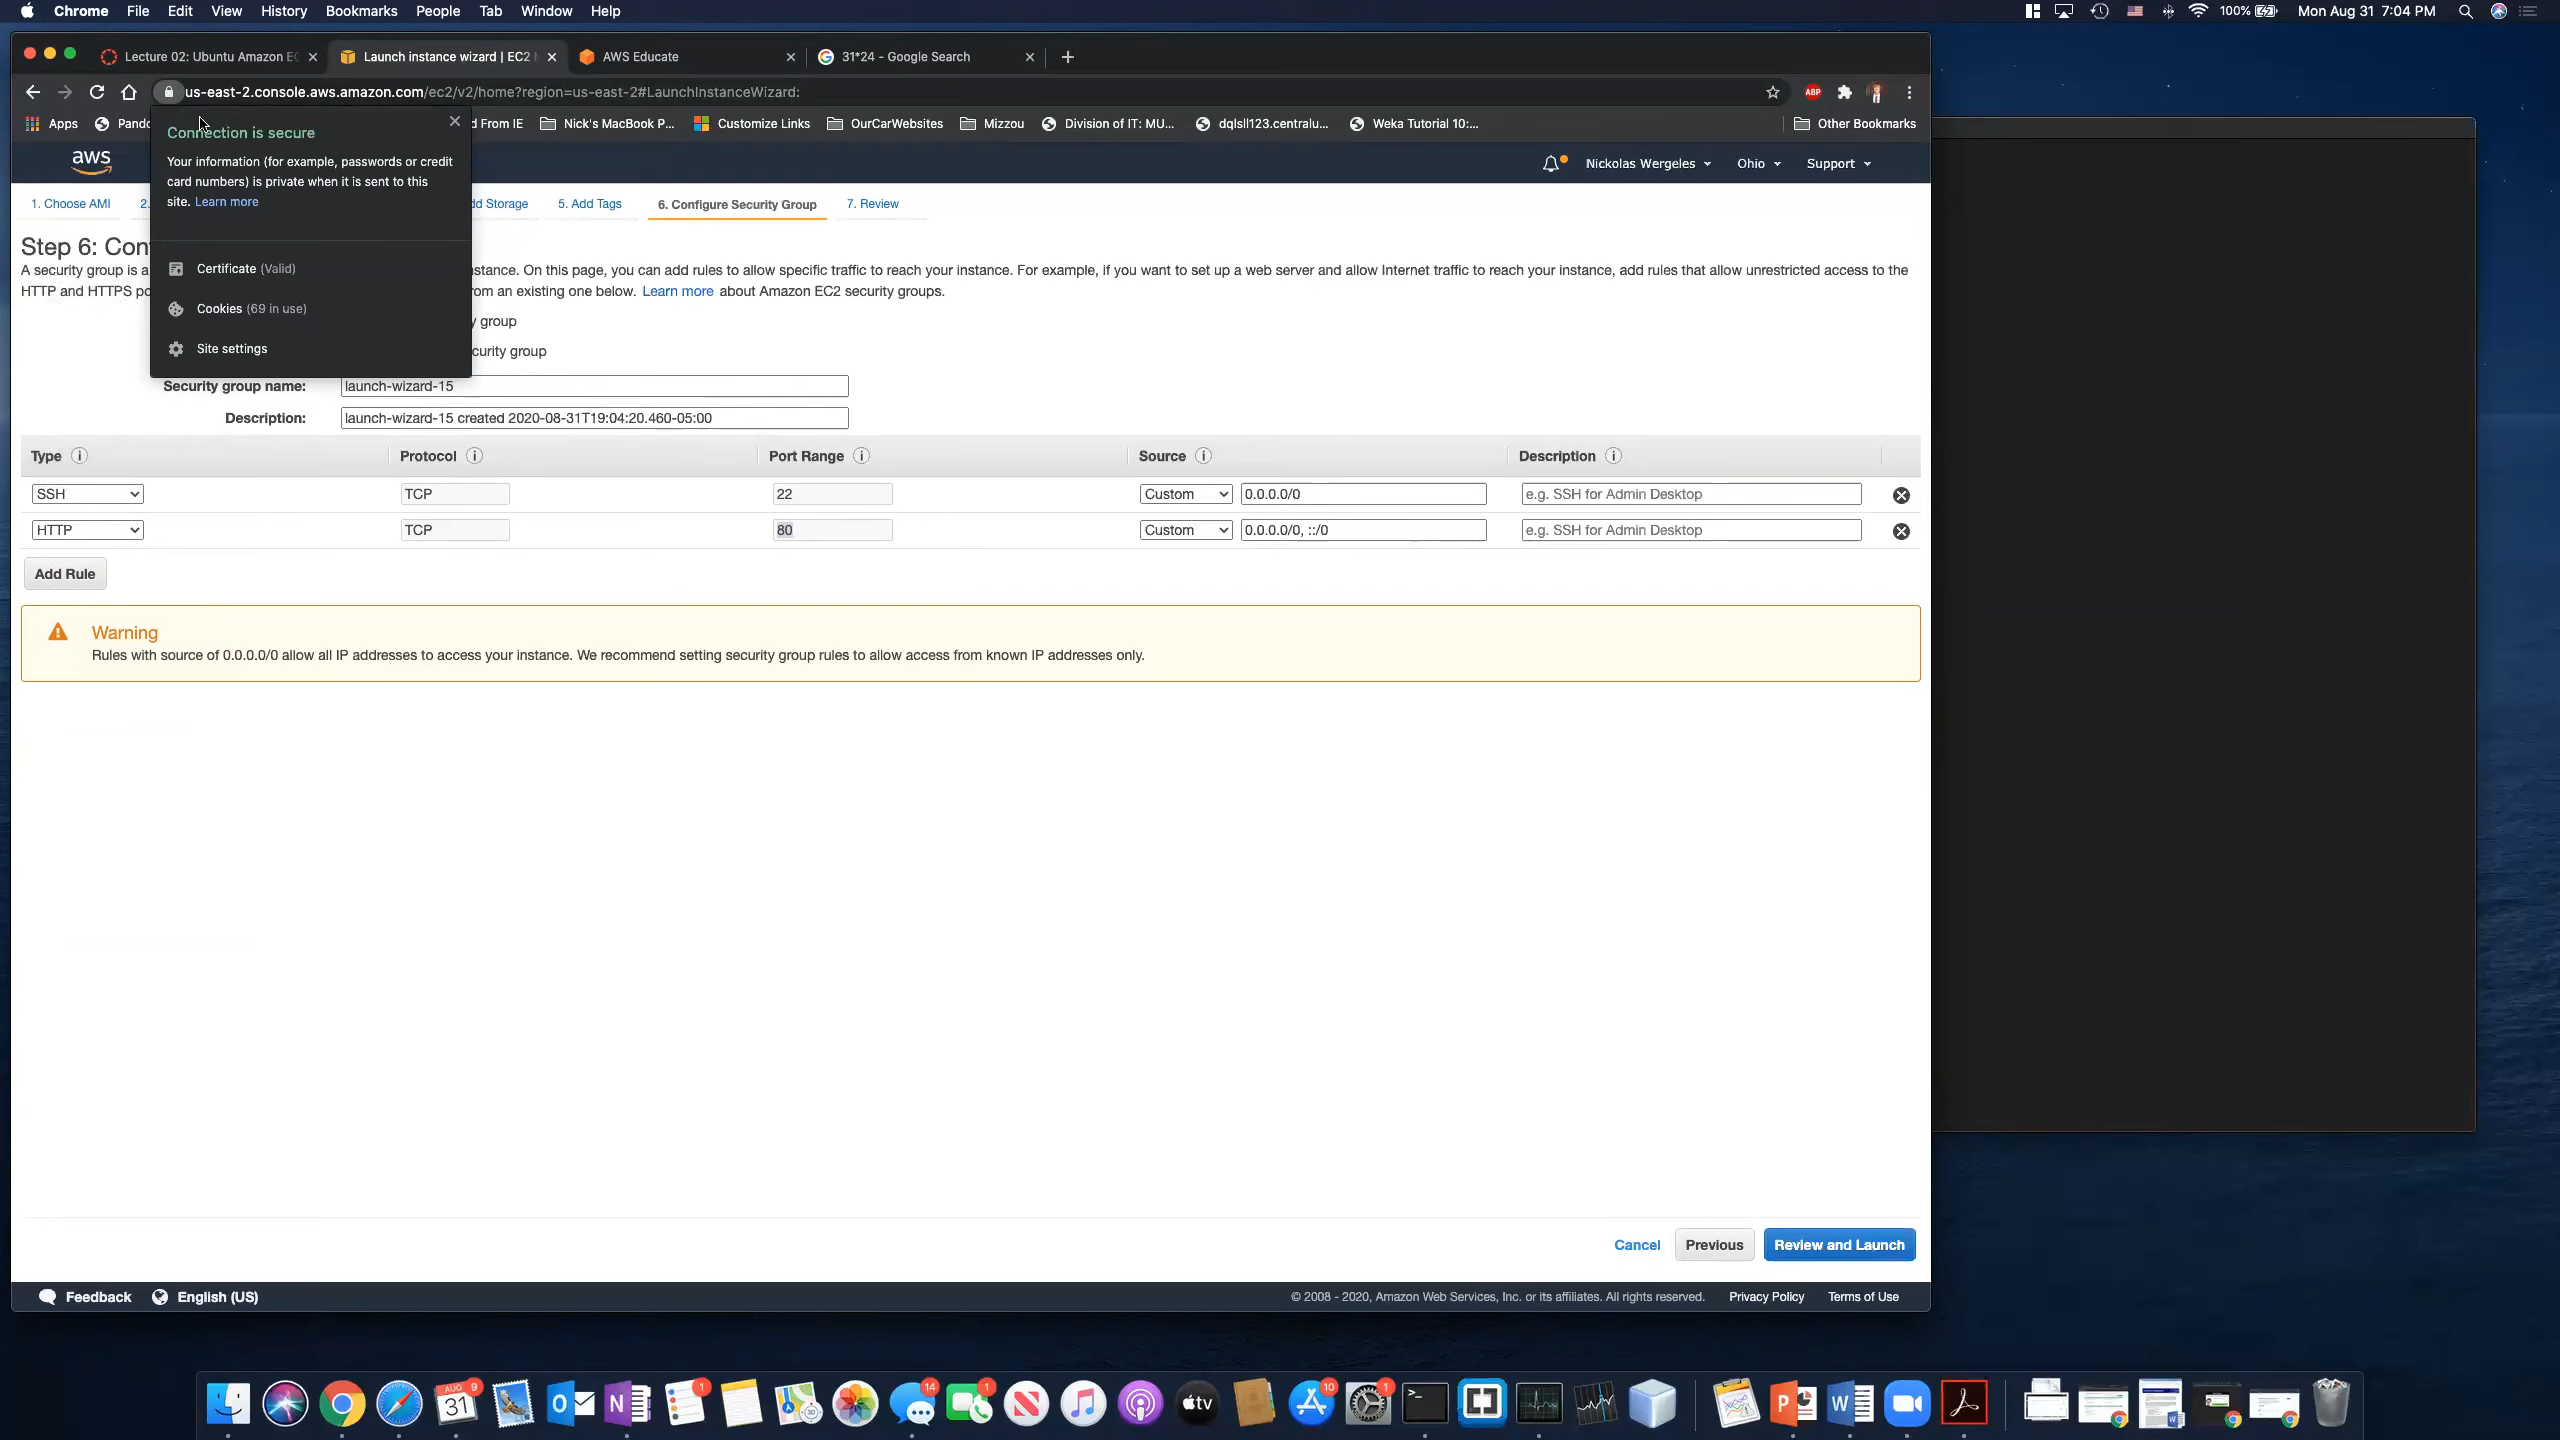 Chrome File Edit View History Bookmarks People Tab Window Help 100% Mon Aug 31 7:04 PM
Lecture 02: Ubuntu Amazon EC Launch instance wizard | EC2 AWS Educate 31*24 - Google Search
us-east-2.console.aws.amazon.com/ec2/v2/home?region=us-east-2#LaunchInstanceWizard: ABP
Apps Pando d From IE Nick's MacBook P... Customize Links OurCarWebsites Mizzou Division of IT: MU... dqlsll123.centralu... Weka Tutorial 10:... Other Bookmarks
Connection is secure
Your information (for example, passwords or credit
card numbers) is private when it is sent to this
site. Learn more
Certificate (Valid)
Cookies (69 in use)
Site settings
aws Nickolas Wergeles Ohio Support
1. Choose AMI 2. dd Storage 5. Add Tags 6. Configure Security Group 7. Review
Step 6: Con
A security group is a stance. On this page, you can add rules to allow specific traffic to reach your instance. For example, if you want to set up a web server and allow Internet traffic to reach your instance, add rules that allow unrestricted access to the
HTTP and HTTPS po om an existing one below. Learn more about Amazon EC2 security groups.
y group
curity group
Security group name: launch-wizard-15
Description: launch-wizard-15 created 2020-08-31T19:04:20.460-05:00
Type Protocol Port Range Source Description
SSH TCP 22 Custom 0.0.0.0/0 e.g. SSH for Admin Desktop
HTTP TCP 80 Custom 0.0.0.0/0, ::/0 e.g. SSH for Admin Desktop
Add Rule
Warning
Rules with source of 0.0.0.0/0 allow all IP addresses to access your instance. We recommend setting security group rules to allow access from known IP addresses only.
Cancel Previous Review and Launch
Feedback English (US) © 2008 - 2020, Amazon Web Services, Inc. or its affiliates. All rights reserved. Privacy Policy Terms of Use
AUG 31 9 1 14 1 tv 10 1